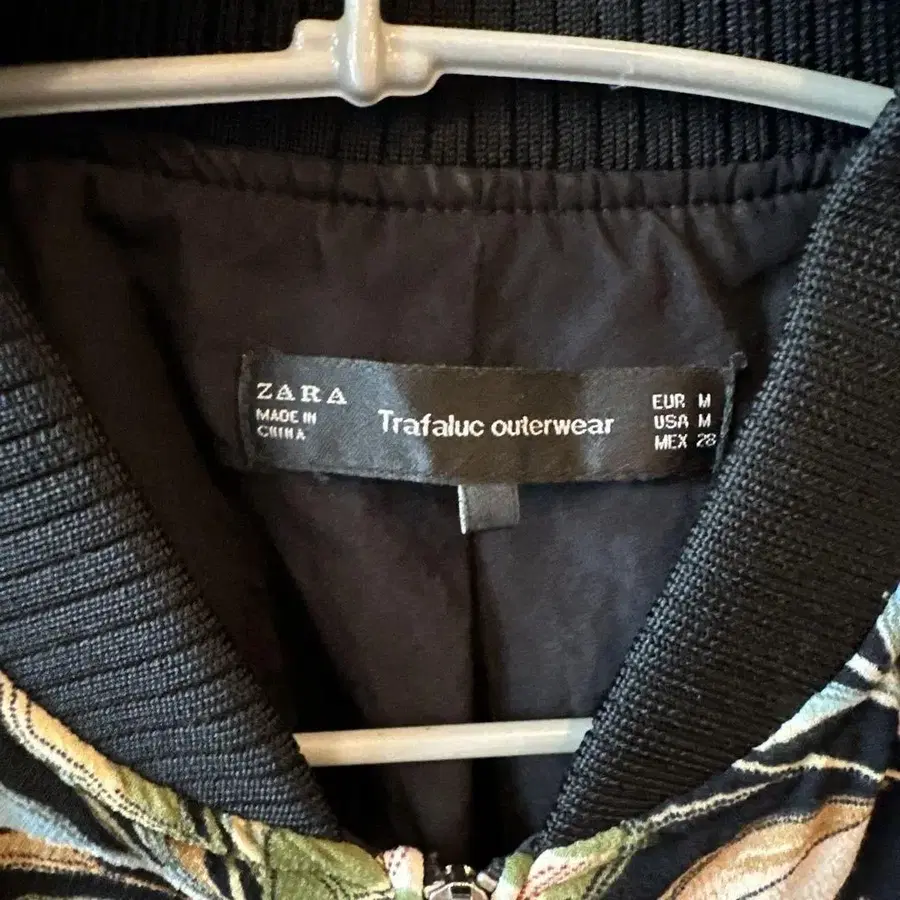 ZARA
MADE IN
CHINA
Trafaluc outerwear
EUR M
USA M
MEX 28